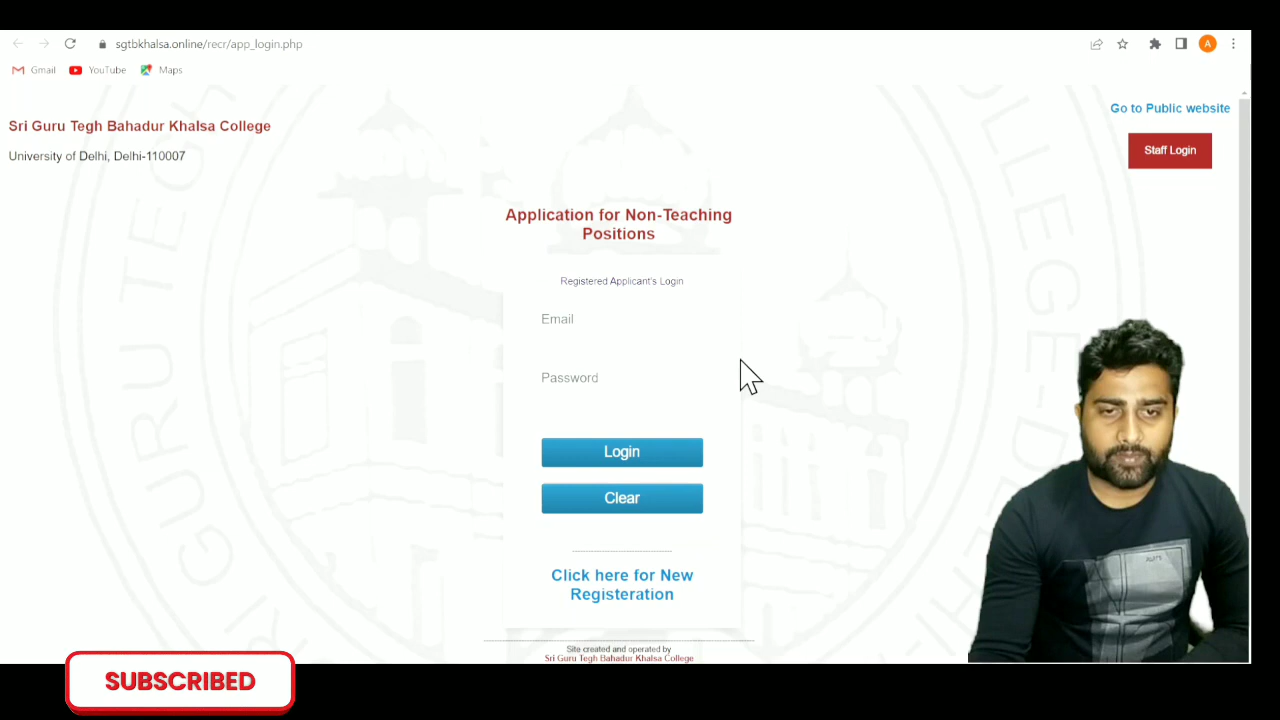 sgtbkhalsa.online/recr/app_login.php
A
Gmail YouTube Maps
Go to Public website
Sri Guru Tegh Bahadur Khalsa College
Staff Login
University of Delhi, Delhi-110007
Application for Non-Teaching
Positions
Registered Applicant's Login
Email
Password
Login
Clear
Click here for New
Registeration
Site created and operated by
Sri Guru Tegh Bahadur Khalsa College
SUBSCRIBED